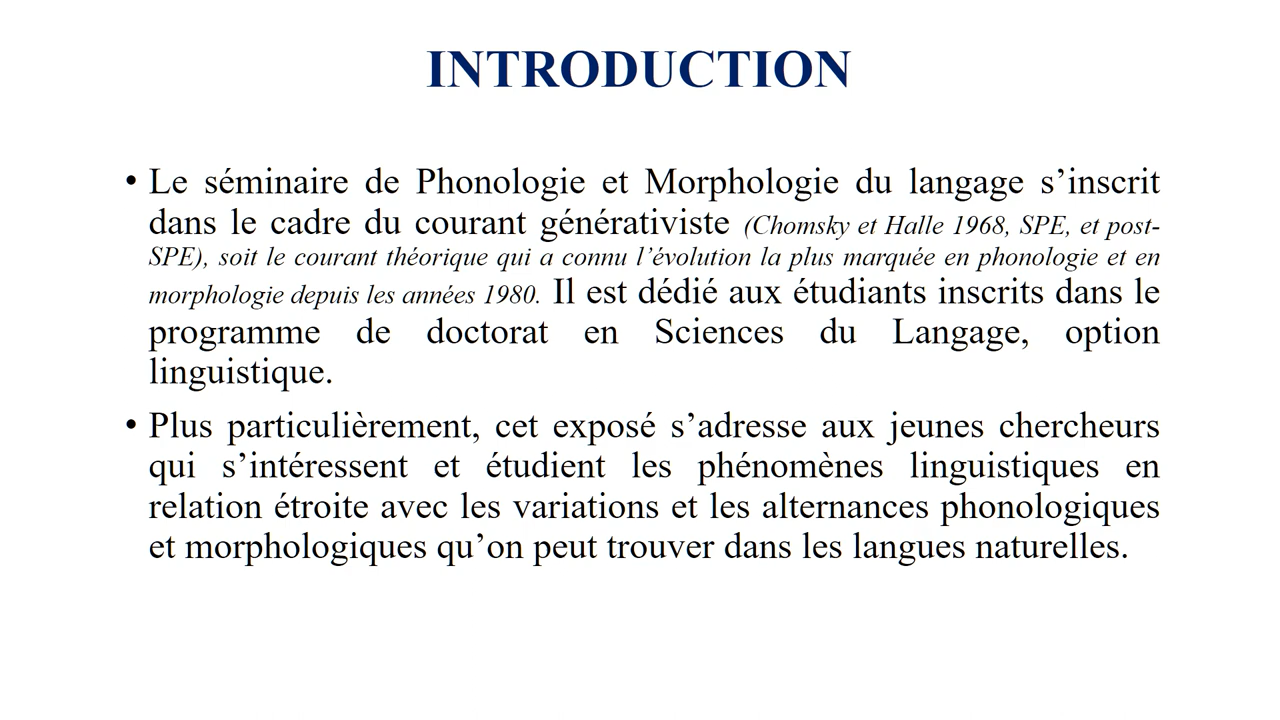 INTRODUCTION
• Le séminaire de Phonologie et Morphologie du langage s’inscrit
dans le cadre du courant générativiste (Chomsky et Halle 1968, SPE, et post-
SPE), soit le courant théorique qui a connu l’évolution la plus marquée en phonologie et en
morphologie depuis les années 1980. Il est dédié aux étudiants inscrits dans le
programme de doctorat en Sciences du Langage, option
linguistique.
• Plus particulièrement, cet exposé s’adresse aux jeunes chercheurs
qui s’intéressent et étudient les phénomènes linguistiques en
relation étroite avec les variations et les alternances phonologiques
et morphologiques qu’on peut trouver dans les langues naturelles.